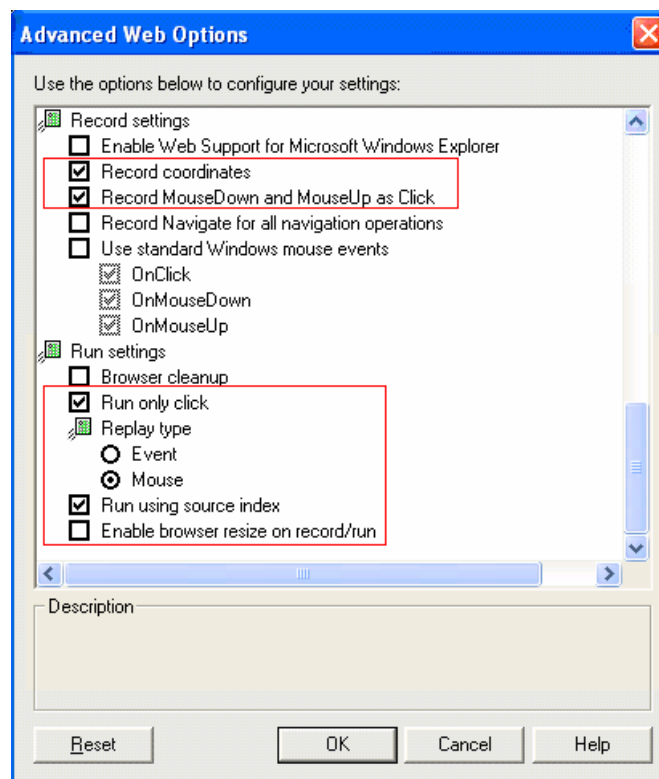 Advanced Web Options
Use the options below to configure your settings:
Record settings
Enable Web Support for Microsoft Windows Explorer
Record coordinates
Record MouseDown and MouseUp as Click
Record Navigate for all navigation operations
Use standard Windows mouse events
OnClick
OnMouseDown
OnMouseUp
Run settings
Browser cleanup
Run only click
Replay type
Event
Mouse
Run using source index
Enable browser resize on record/run
Description
Reset
OK
Cancel
Help